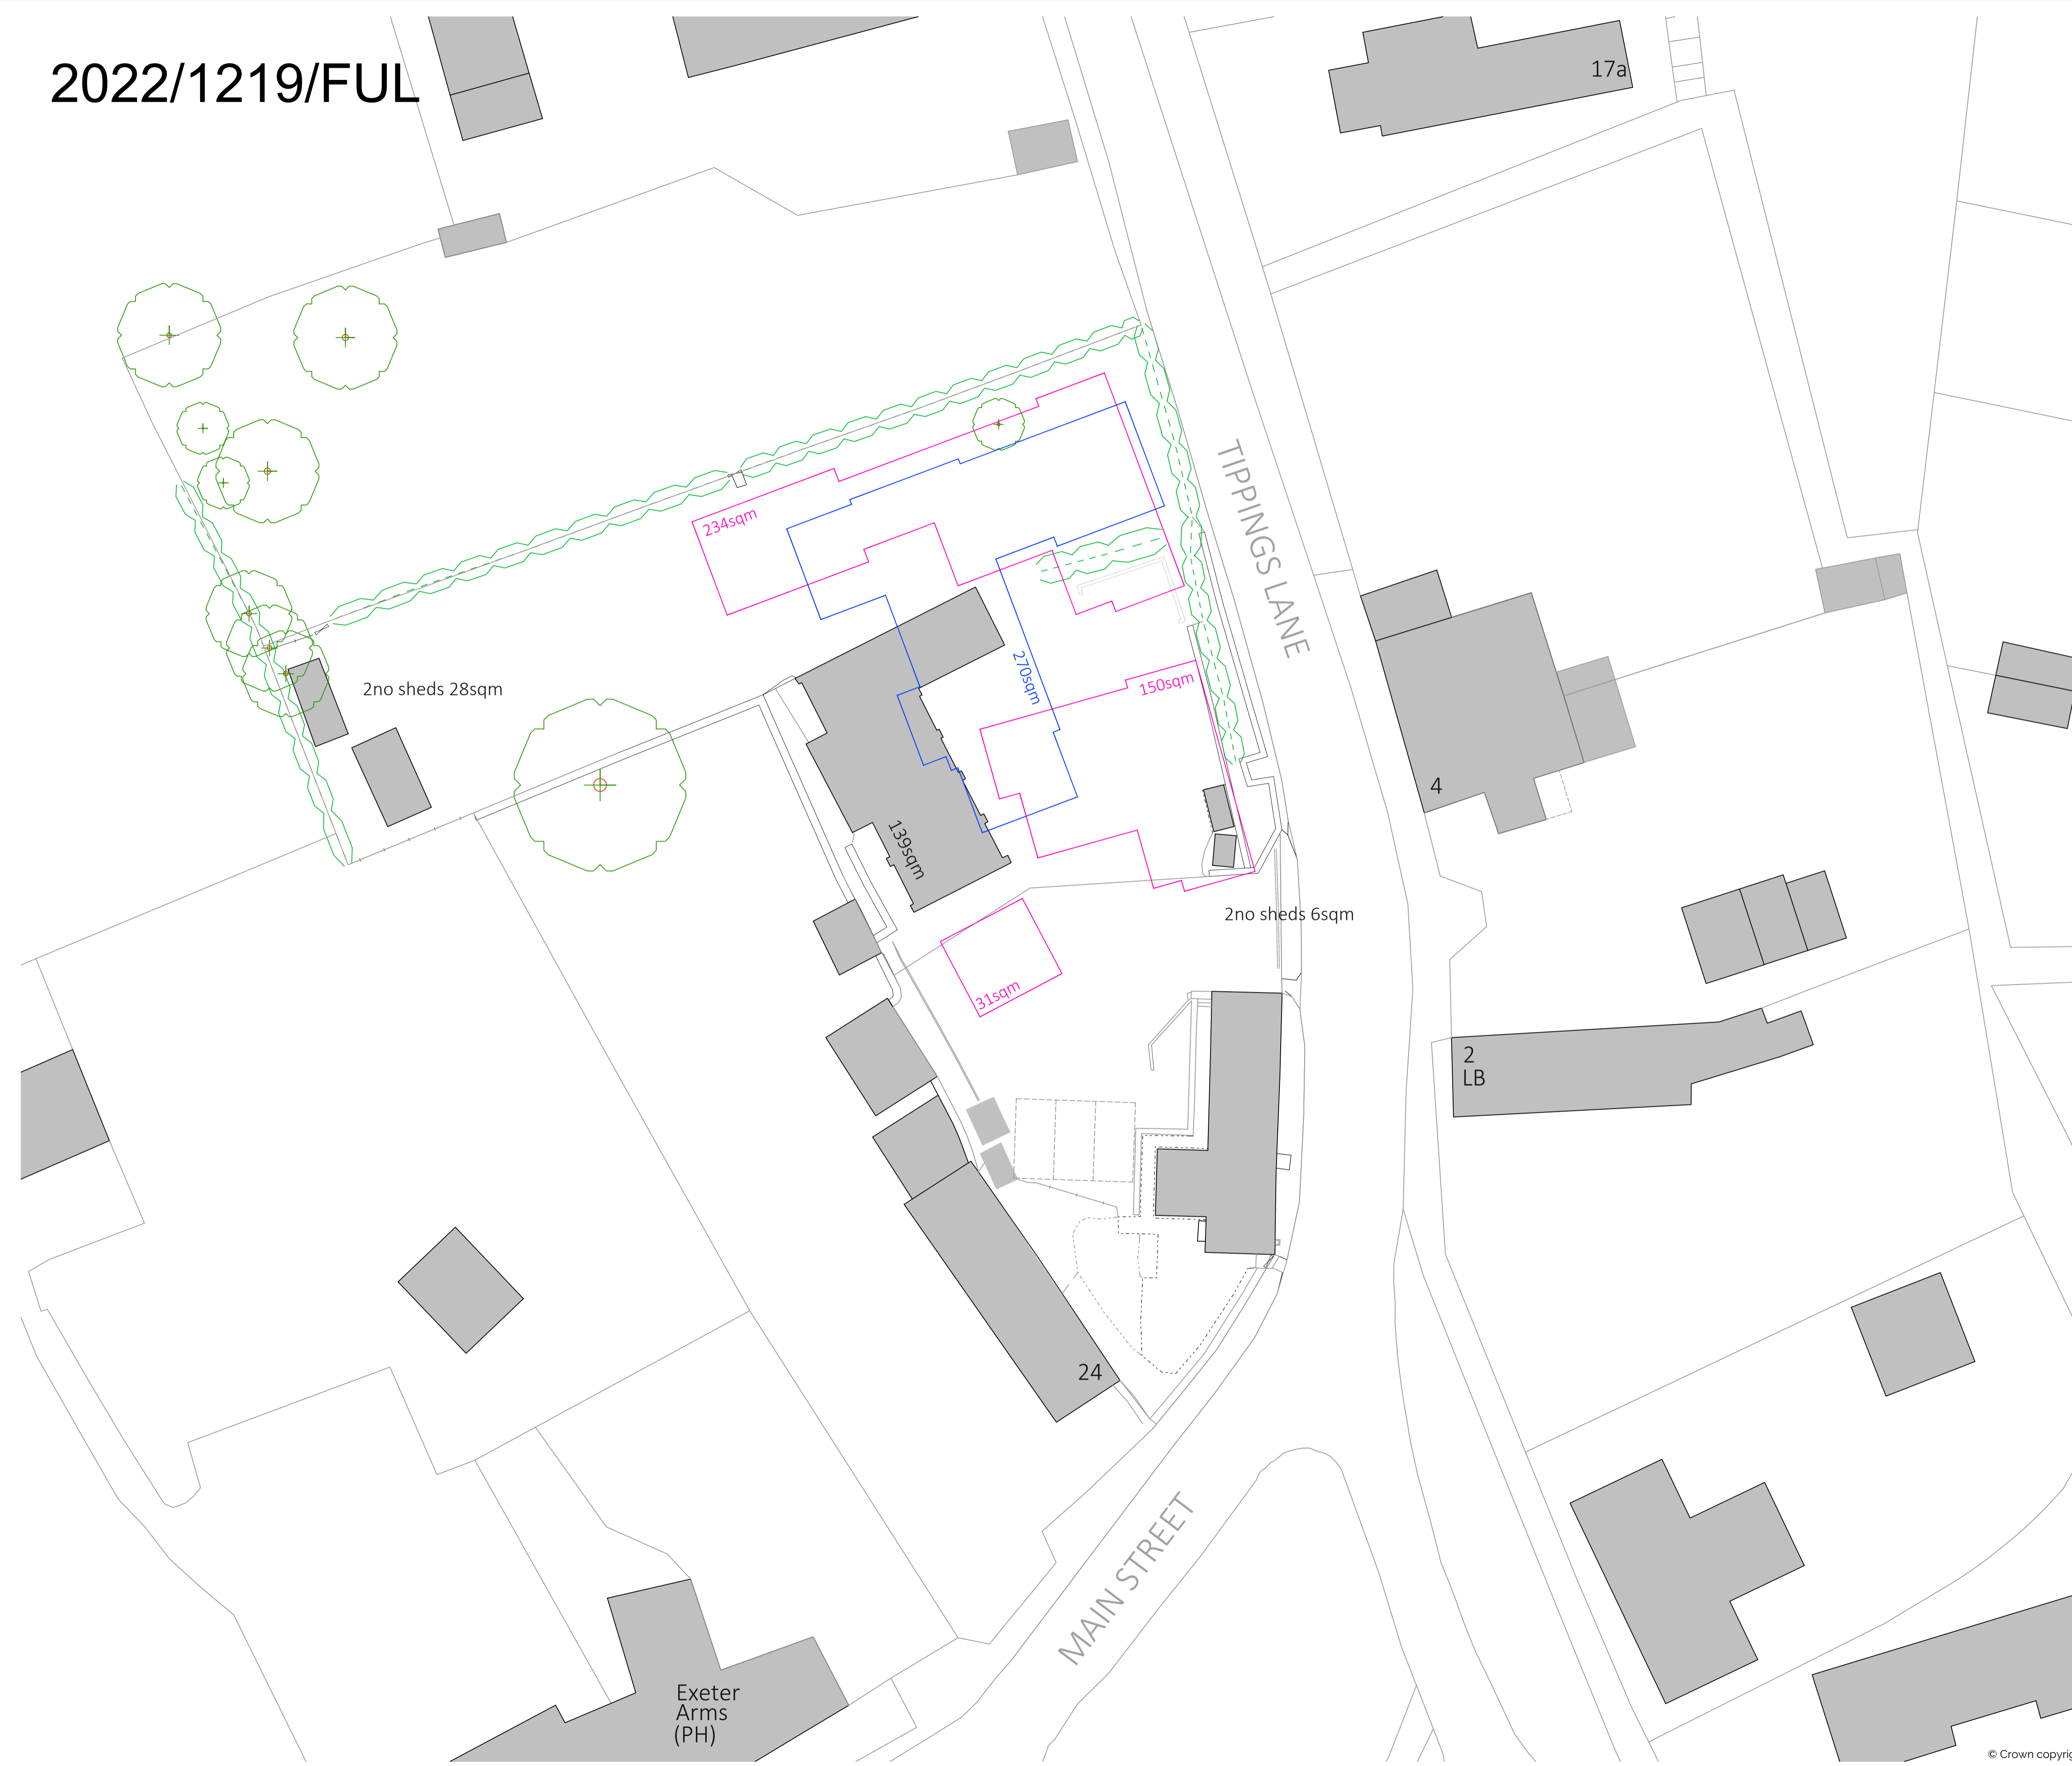 2022/1219/FUL
17a
TIPPINGS LANE
234sqm
270sqm
150sqm
2no sheds 28sqm
4
139sqm
2no sheds 6sqm
31sqm
2
LB
24
MAIN STREET
Exeter
Arms
(PH)
© Crown copyrig